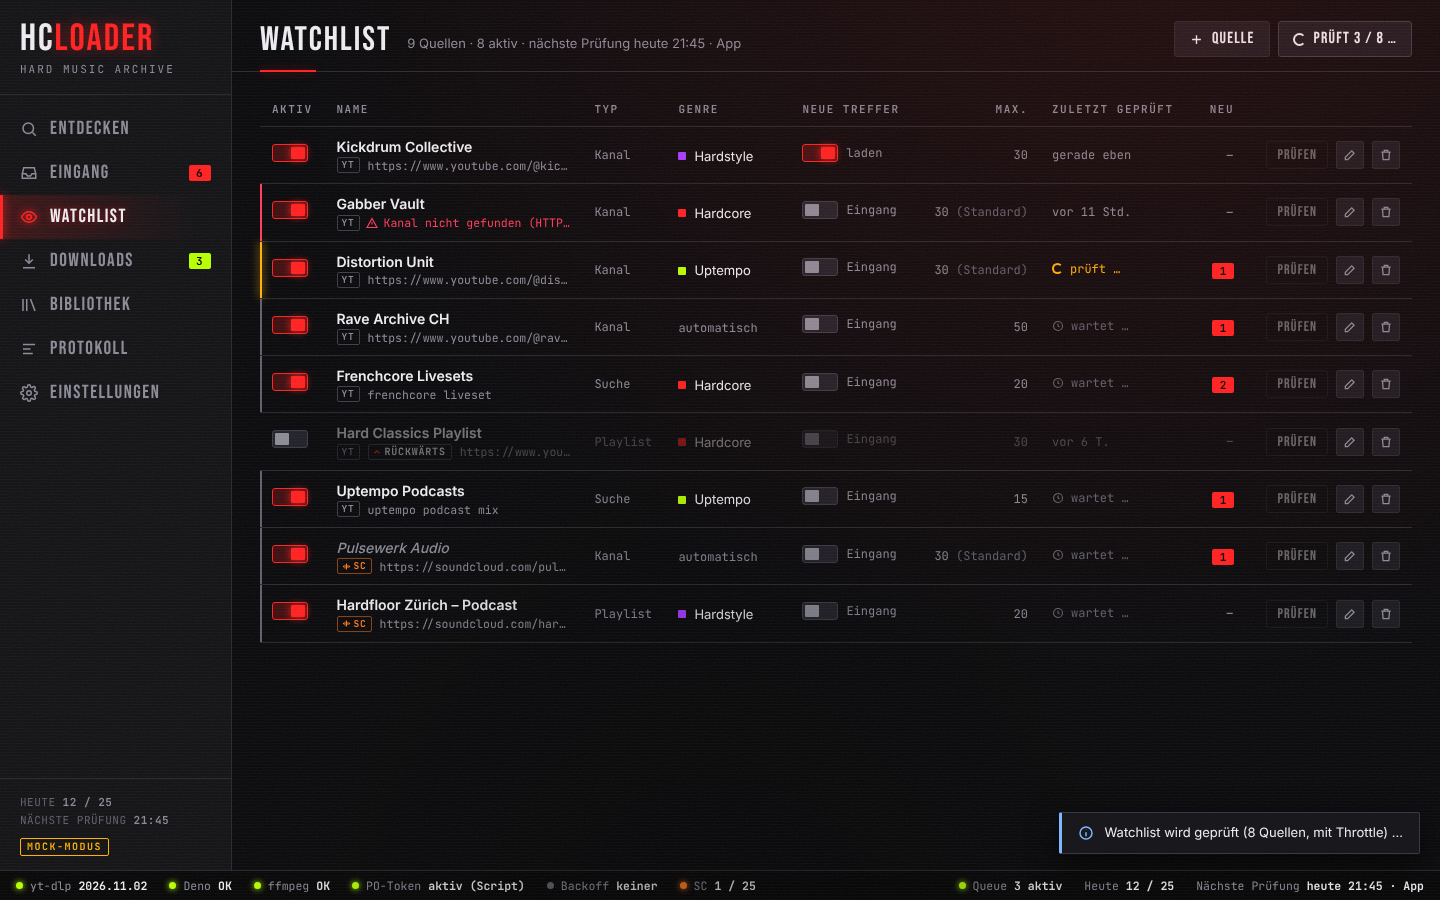 HCLOADER
HARD MUSIC ARCHIVE
ENTDECKEN
EINGANG 6
WATCHLIST
DOWNLOADS 3
BIBLIOTHEK
PROTOKOLL
EINSTELLUNGEN
HEUTE 12 / 25
NÄCHSTE PRÜFUNG 21:45
MOCK-MODUS
WATCHLIST 9 Quellen · 8 aktiv · nächste Prüfung heute 21:45 · App
+ QUELLE
PRÜFT 3 / 8 …
AKTIV NAME TYP GENRE NEUE TREFFER MAX. ZULETZT GEPRÜFT NEU
Kickdrum Collective
YT https://www.youtube.com/@kic…
Kanal Hardstyle laden 30 gerade eben – PRÜFEN
Gabber Vault
YT Kanal nicht gefunden (HTTP…
Kanal Hardcore Eingang 30 (Standard) vor 11 Std. – PRÜFEN
Distortion Unit
YT https://www.youtube.com/@dis…
Kanal Uptempo Eingang 30 (Standard) prüft … 1 PRÜFEN
Rave Archive CH
YT https://www.youtube.com/@rav…
Kanal automatisch Eingang 50 wartet … 1 PRÜFEN
Frenchcore Livesets
YT frenchcore liveset
Suche Hardcore Eingang 20 wartet … 2 PRÜFEN
Hard Classics Playlist
YT RÜCKWÄRTS https://www.you…
Playlist Hardcore Eingang 30 vor 6 T. – PRÜFEN
Uptempo Podcasts
YT uptempo podcast mix
Suche Uptempo Eingang 15 wartet … 1 PRÜFEN
Pulsewerk Audio
SC https://soundcloud.com/pul…
Kanal automatisch Eingang 30 (Standard) wartet … 1 PRÜFEN
Hardfloor Zürich – Podcast
SC https://soundcloud.com/har…
Playlist Hardstyle Eingang 20 wartet … – PRÜFEN
Watchlist wird geprüft (8 Quellen, mit Throttle) …
yt-dlp 2026.11.02 Deno OK ffmpeg OK PO-Token aktiv (Script) Backoff keiner SC 1 / 25 Queue 3 aktiv Heute 12 / 25 Nächste Prüfung heute 21:45 · App